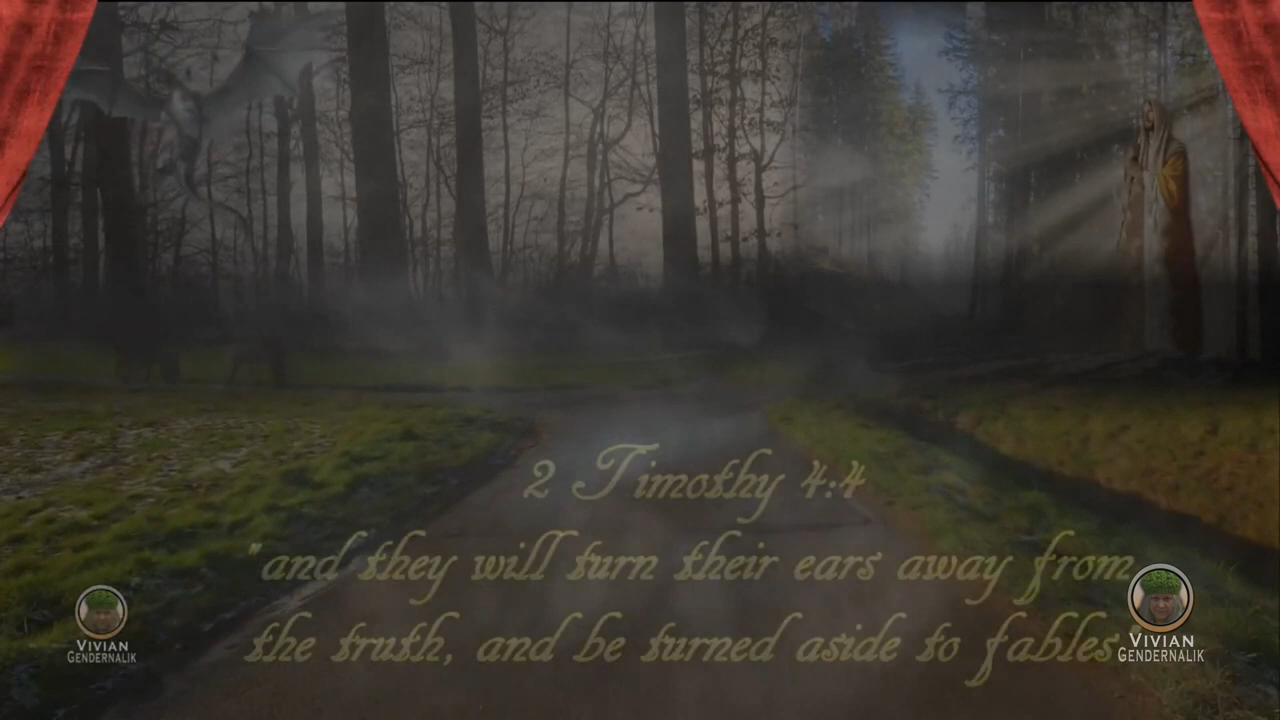 2 Timothy 4:4
"and they will turn their ears away from
the truth, and be turned aside to fables
VIVIAN
GENDERNALIK
VIVIAN
GENDERNALIK